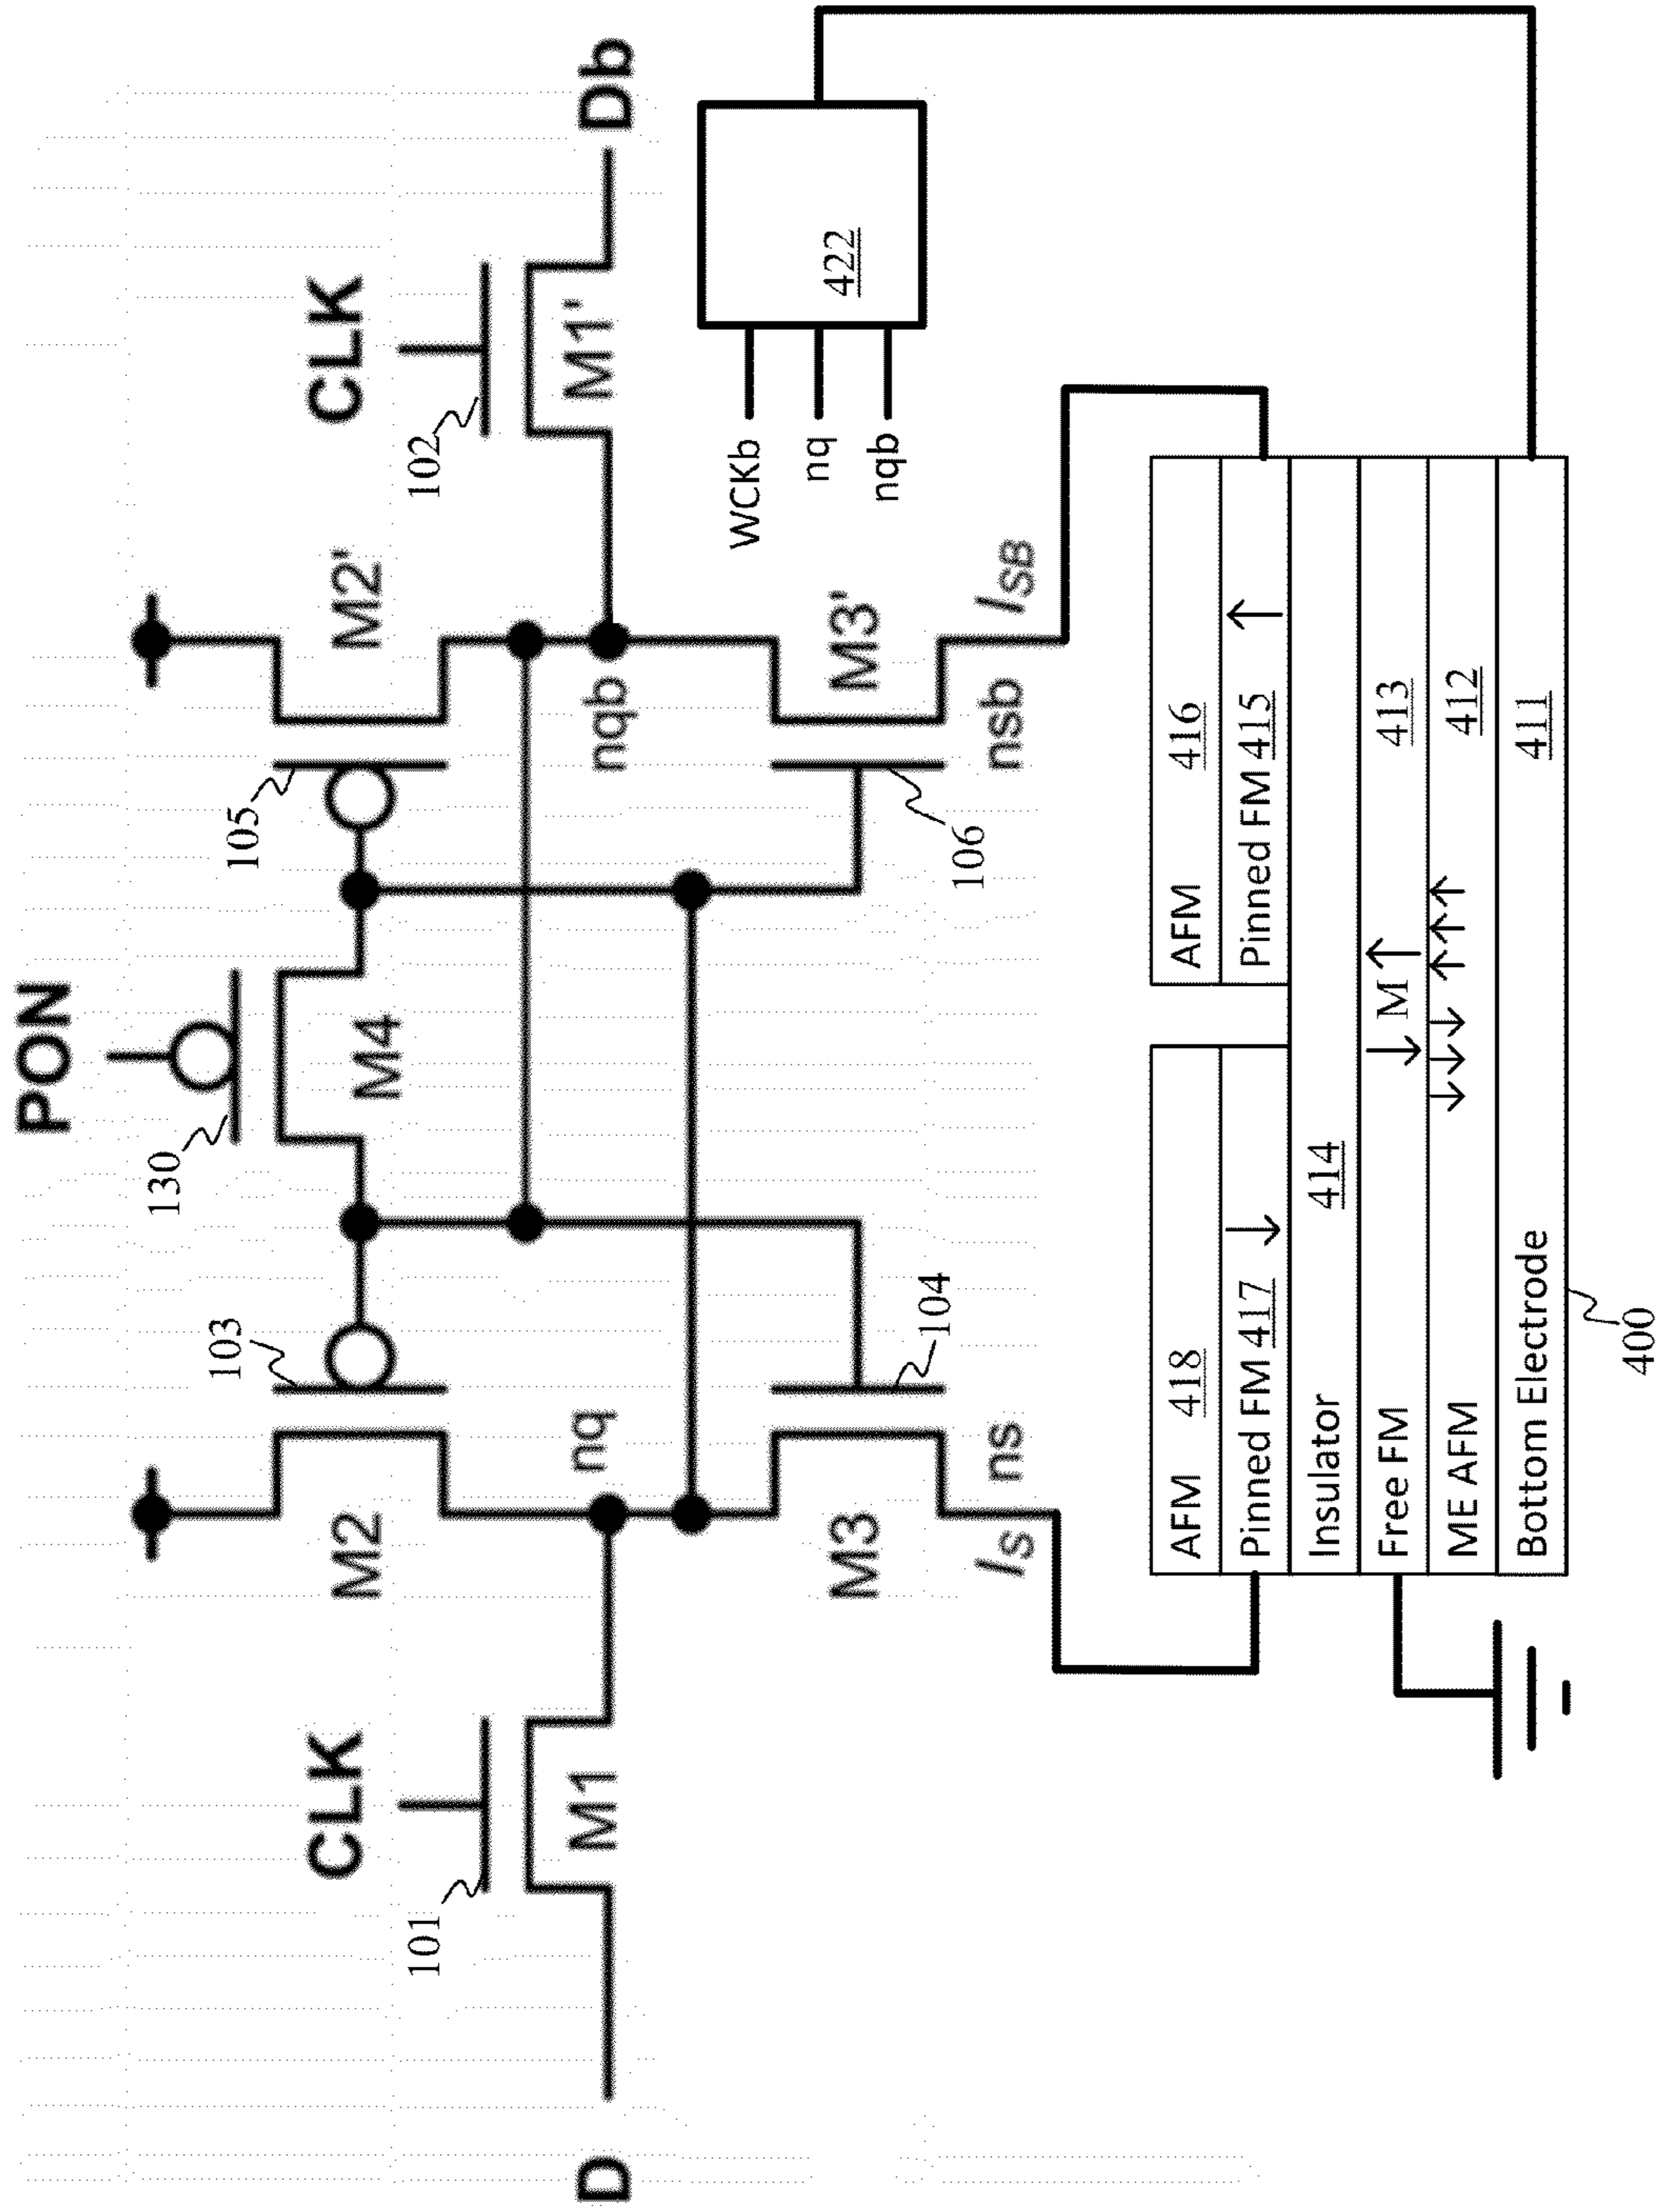 PON
130
M4
CLK
101
M1
D
CLK
102
M1'
Db
103
M2
105
M2'
nq
nqb
104
M3
106
M3'
I_S
ns
nsb
I_SB
WCKb
nq
nqb
422
AFM 418
AFM 416
Pinned FM 417
Pinned FM 415
Insulator 414
Free FM M 413
ME AFM 412
Bottom Electrode 411
400